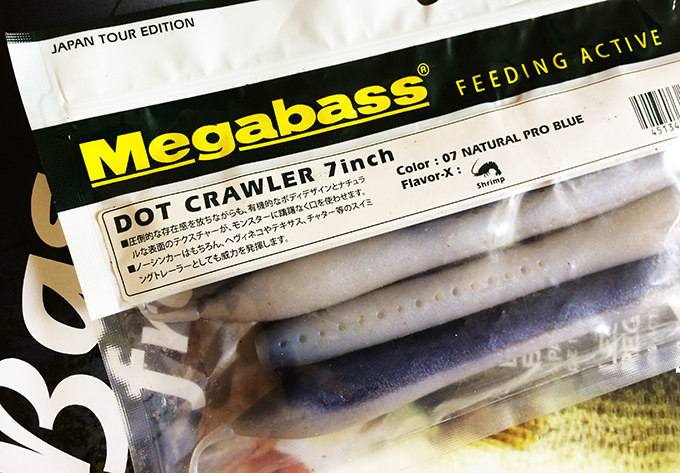 JAPAN TOUR EDITION
Megabass®
FEEDING ACTIVE
DOT CRAWLER 7inch
Color : 07 NATURAL PRO BLUE
Flavor-X :
Shrimp
■圧倒的な存在感を放ちながらも、有機的なボディデザインとナチュラ
ルな表面のテクスチャーが、モンスターに躊躇なく口を使わせます。
■ノーシンカーはもちろん、ヘヴィネコやテキサス、チャター等のスイミ
ングトレーラーとしても威力を発揮します。
45134
Bas